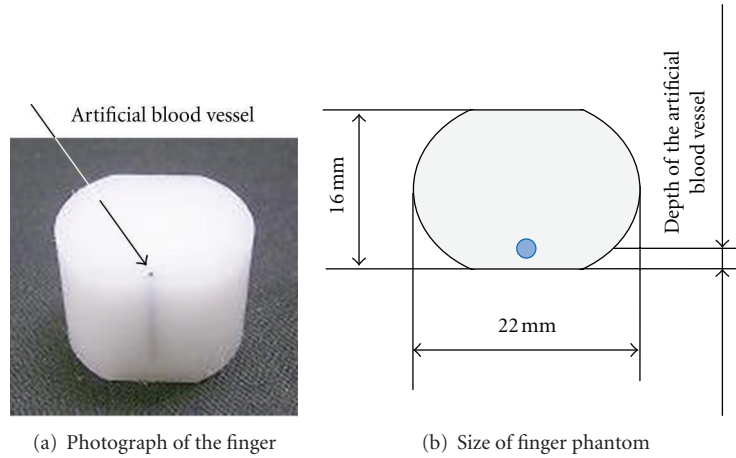 Artificial blood vessel
16 mm
22 mm
Depth of the artificial
blood vessel
(a) Photograph of the finger
(b) Size of finger phantom